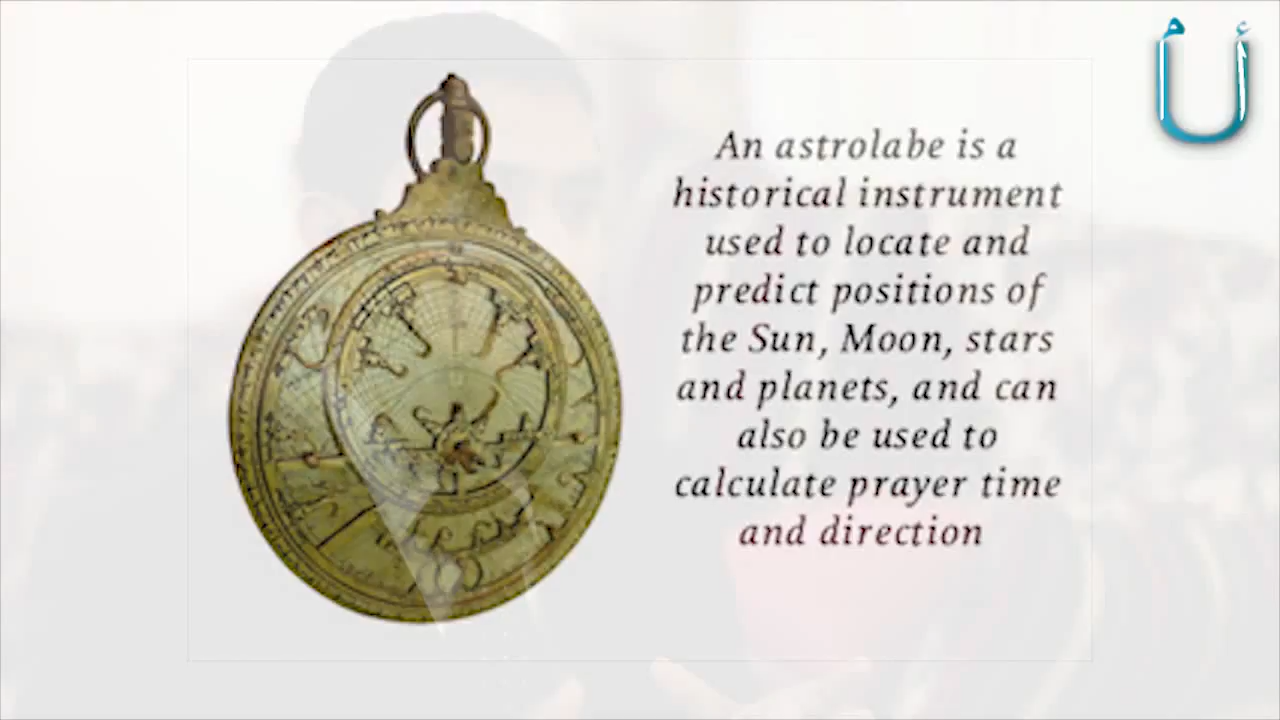 An astrolabe is a
historical instrument
used to locate and
predict positions of
the Sun, Moon, stars
and planets, and can
also be used to
calculate prayer time
and direction